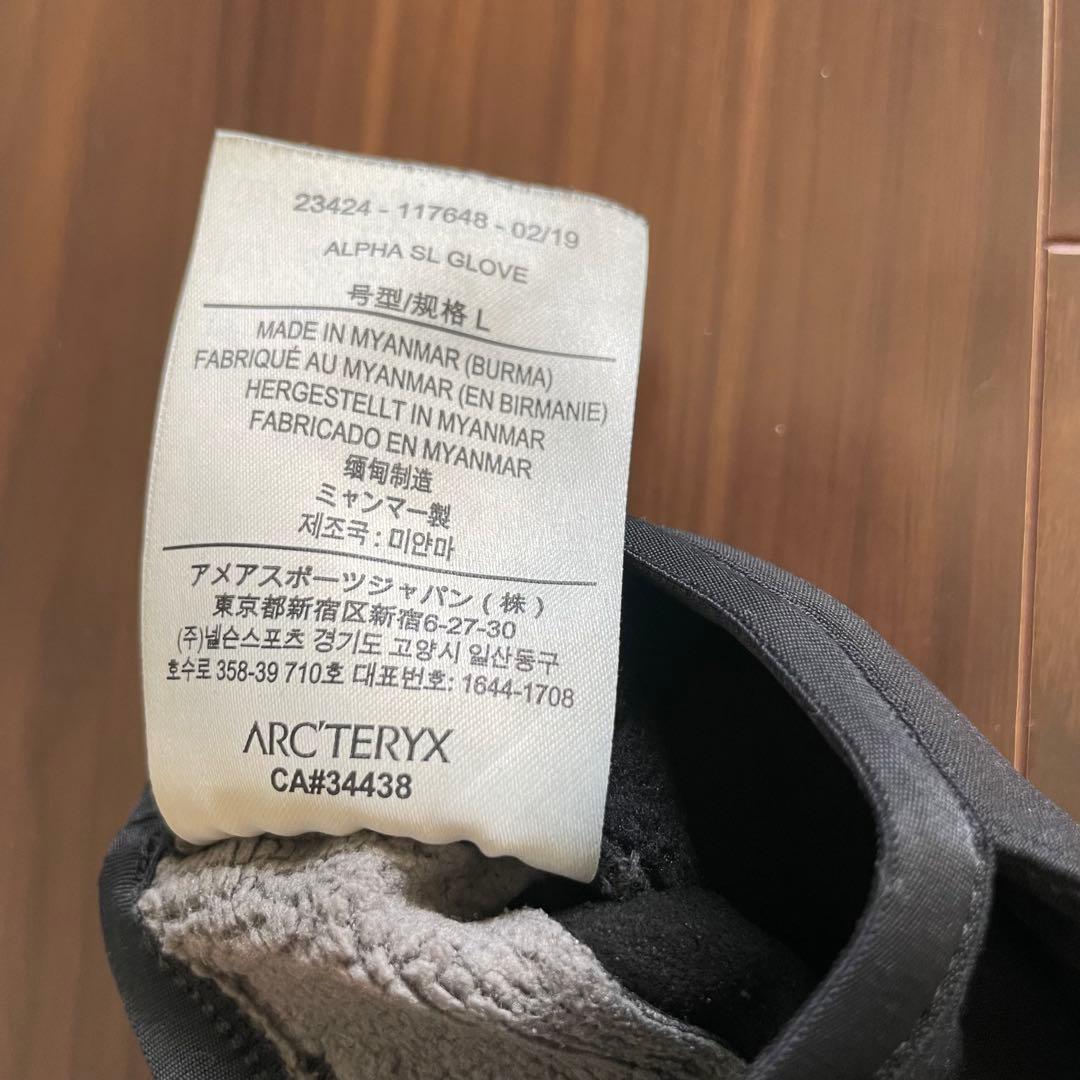 23424 - 117648 - 02/19
ALPHA SL GLOVE
号型/规格 L
MADE IN MYANMAR (BURMA)
FABRIQUÉ AU MYANMAR (EN BIRMANIE)
HERGESTELLT IN MYANMAR
FABRICADO EN MYANMAR
缅甸制造
ミャンマー製
제조국 : 미얀마
アメアスポーツジャパン ( 株 )
東京都新宿区新宿6-27-30
(주)넬슨스포츠 경기도 고양시 일산동구
호수로 358-39 710호 대표번호: 1644-1708
ARC'TERYX
CA#34438